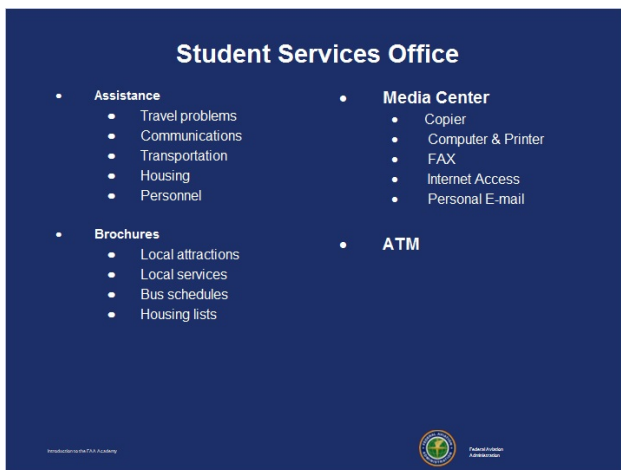 Student Services Office
Assistance
Travel problems
Communications
Transportation
Housing
Personnel
Brochures
Local attractions
Local services
Bus schedules
Housing lists
Media Center
Copier
Computer & Printer
FAX
Internet Access
Personal E-mail
ATM
Introduction to the FAA Academy
Federal Aviation
Administration